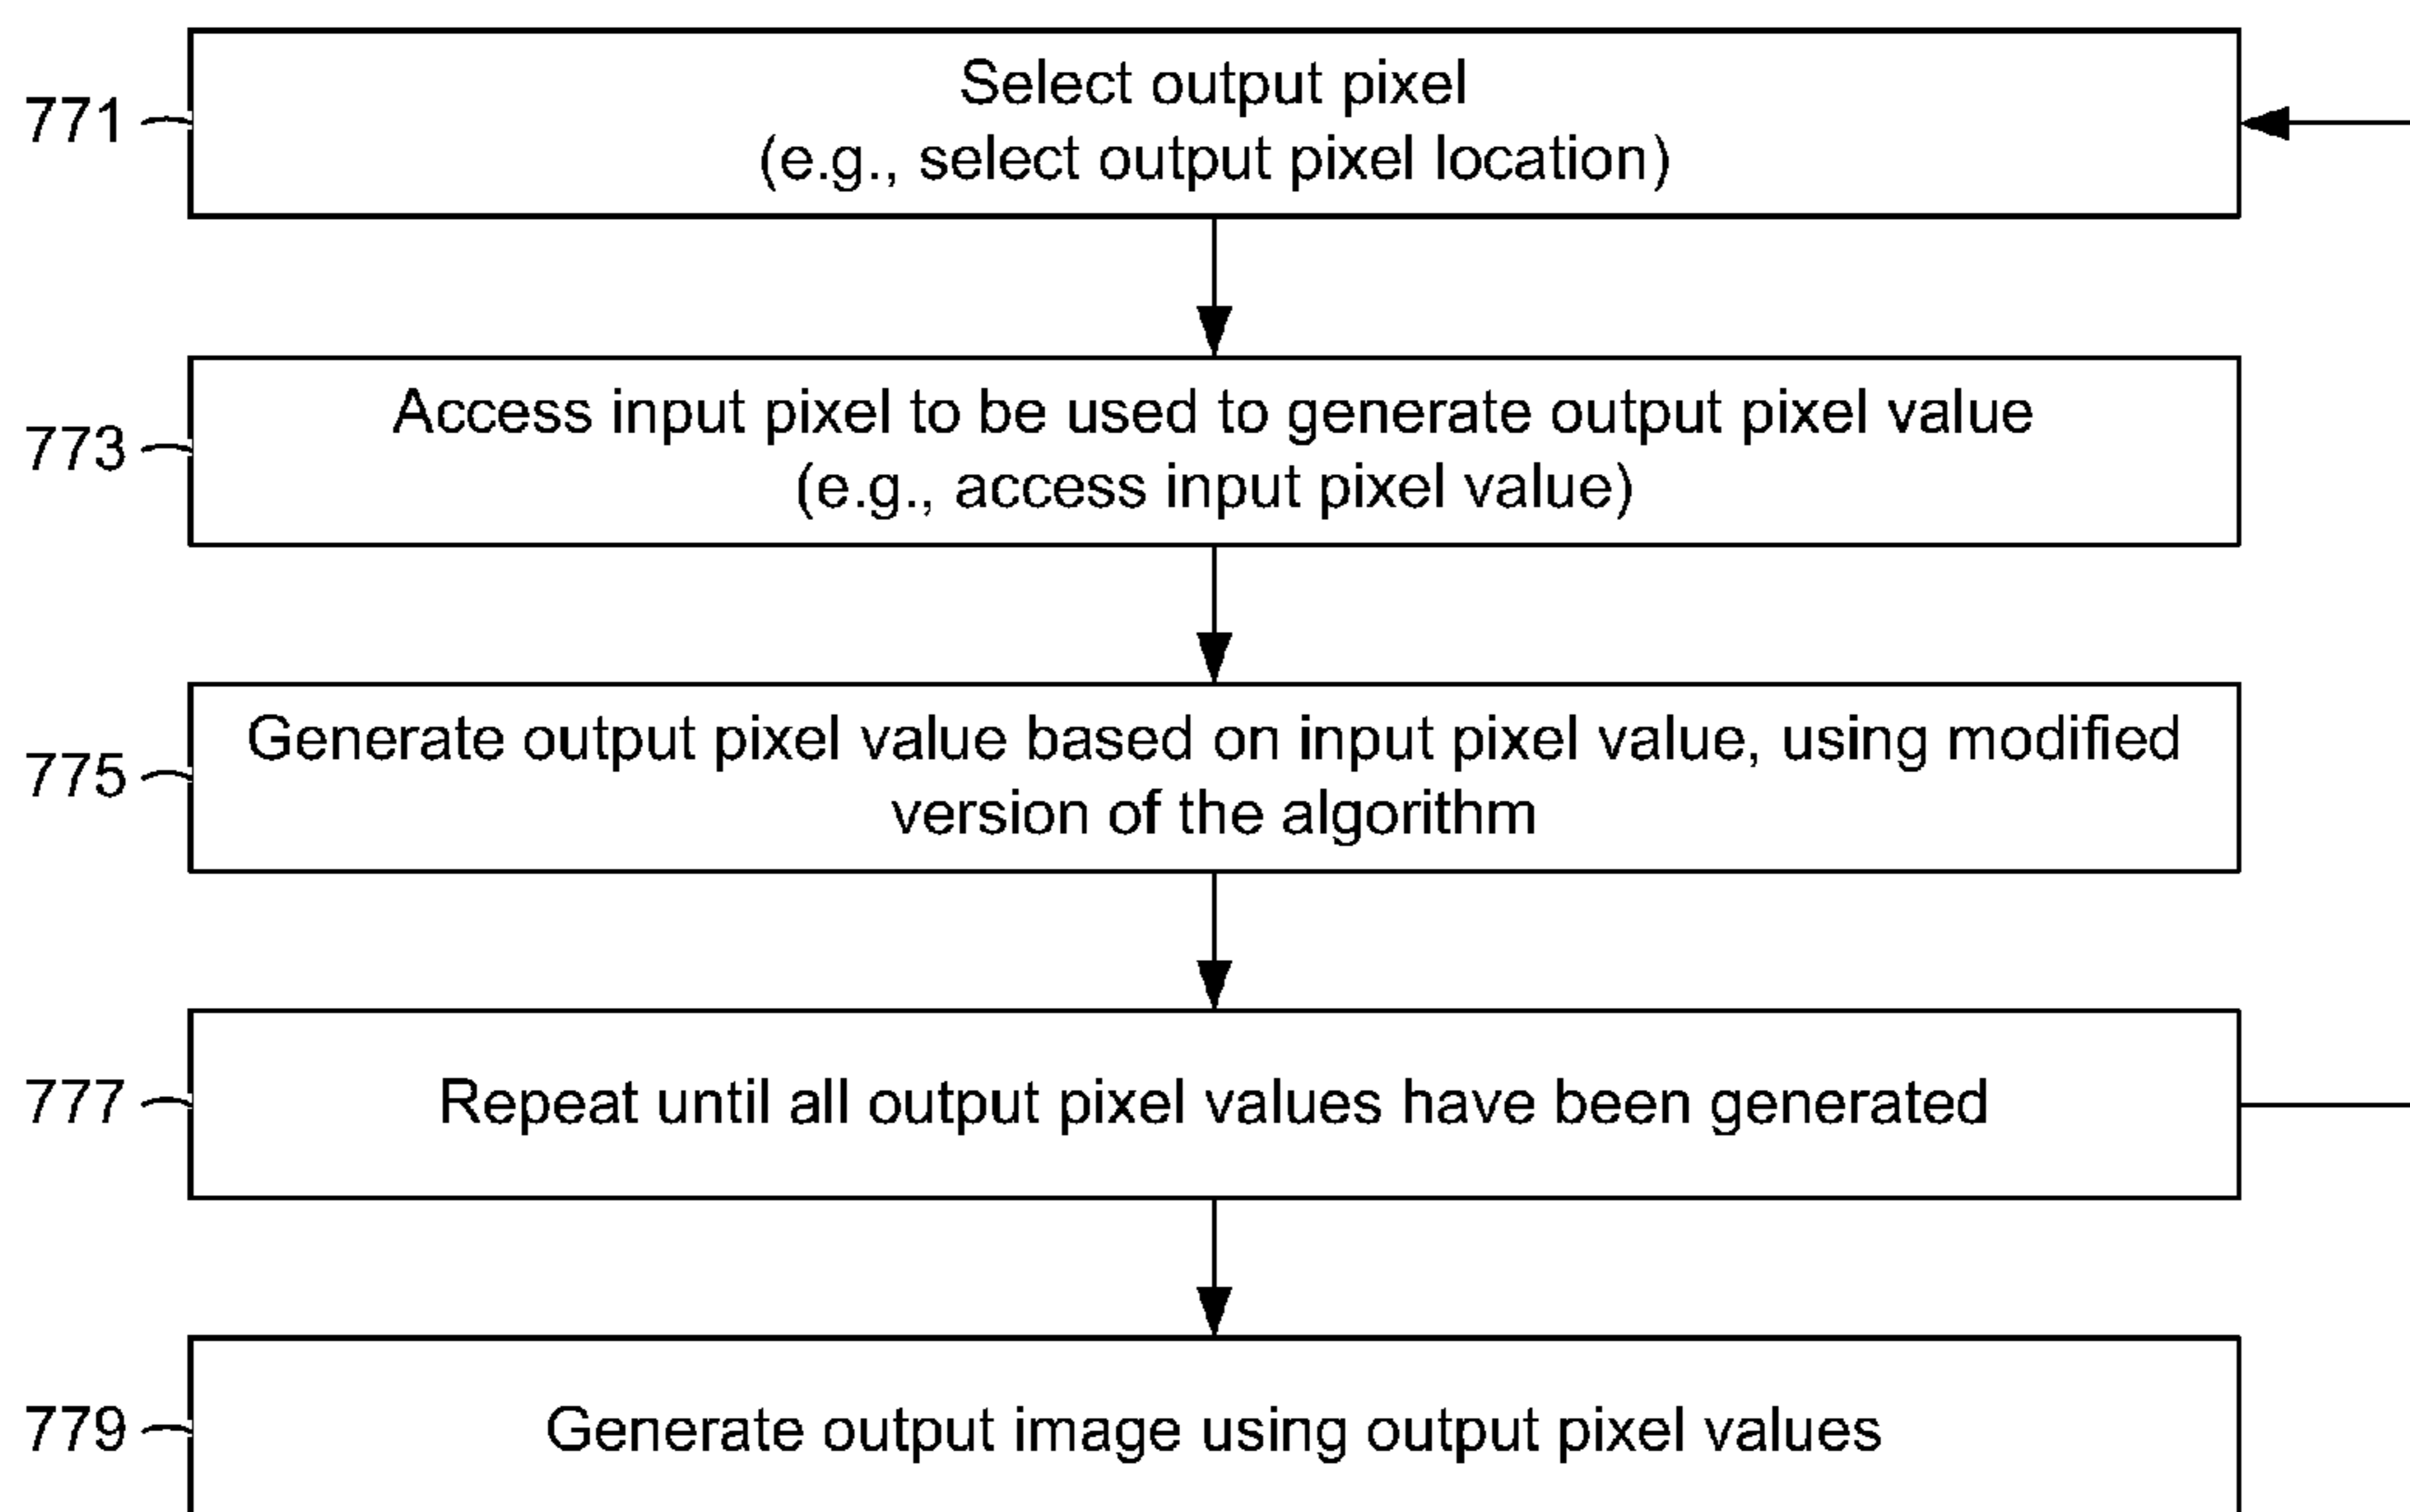 771
Select output pixel
(e.g., select output pixel location)
773
Access input pixel to be used to generate output pixel value
(e.g., access input pixel value)
775
Generate output pixel value based on input pixel value, using modified
version of the algorithm
777
Repeat until all output pixel values have been generated
779
Generate output image using output pixel values